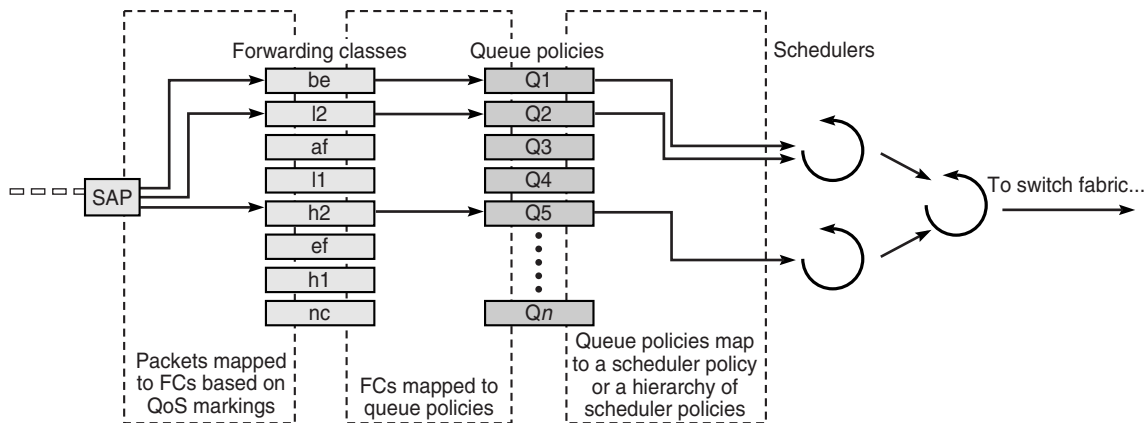 Forwarding classes
Queue policies
Schedulers
be
Q1
l2
Q2
af
Q3
l1
Q4
SAP
h2
Q5
To switch fabric...
ef
h1
nc
Qn
Packets mapped
to FCs based on
QoS markings
FCs mapped to
queue policies
Queue policies map
to a scheduler policy
or a hierarchy of
scheduler policies